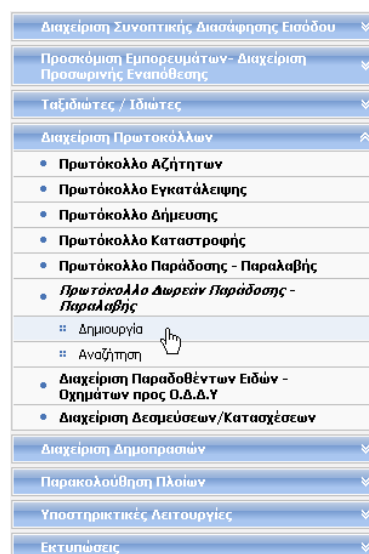 Διαχείριση Συνοπτικής Διασάφησης Εισόδου
Προσκόμιση Εμπορευμάτων- Διαχείριση
Προσωρινής Εναπόθεσης
Ταξιδιώτες / Ιδιώτες
Διαχείριση Πρωτοκόλλων
Πρωτόκολλο Αζήτητων
Πρωτόκολλο Εγκατάλειψης
Πρωτόκολλο Δήμευσης
Πρωτόκολλο Καταστροφής
Πρωτόκολλο Παράδοσης - Παραλαβής
Πρωτόκολλο Δωρεάν Παράδοσης -
Παραλαβής
Δημιουργία
Αναζήτηση
Διαχείριση Παραδοθέντων Ειδών -
Οχημάτων προς Ο.Δ.Δ.Υ
Διαχείριση Δεσμεύσεων/Κατασχέσεων
Διαχείριση Δημοπρασιών
Παρακολούθηση Πλοίων
Υποστηρικτικές Λειτουργίες
Εκτυπώσεις